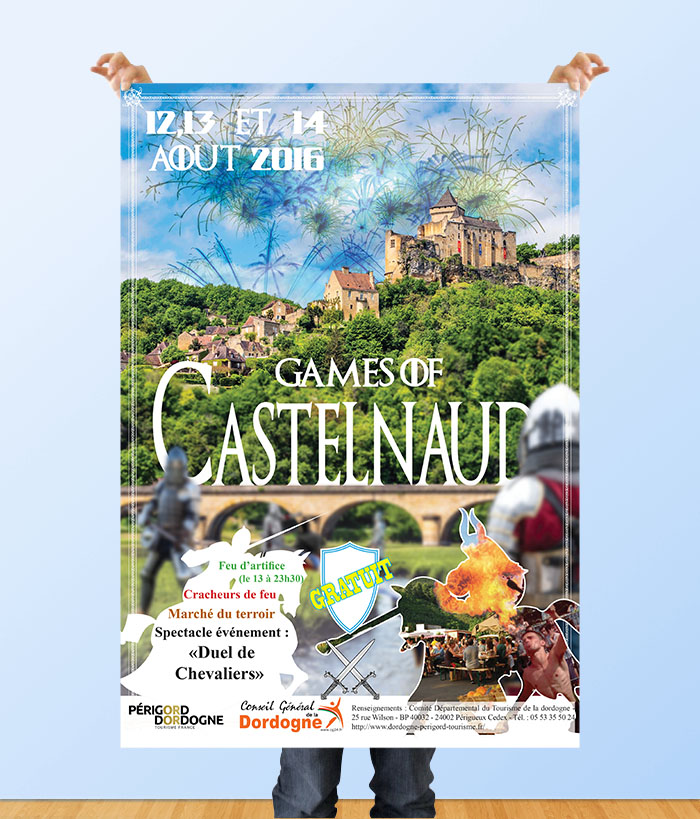 12,13 ET 14
AOUT 2016
GAMES OF
CASTELNAUD
Feu d'artifice
(le 13 à 23h30)
Cracheurs de feu
Marché du terroir
Spectacle événement :
«Duel de
Chevaliers»
GRATUIT
PÉRIGORD
DORDOGNE
TOURISME FRANCE
Conseil Général
de la
Dordogne
www.cg24.fr
Renseignements : Comité Départemental du Tourisme de la dordogne -
25 rue Wilson - BP 40032 - 24002 Périgueux Cedex - Tél. : 05 53 35 50 24
http://www.dordogne-perigord-tourisme.fr/